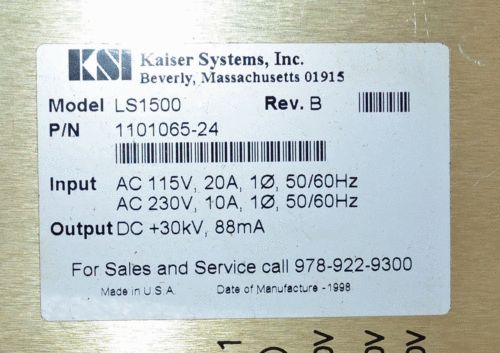 KSI Kaiser Systems, Inc.
Beverly, Massachusetts 01915
Model LS1500 Rev. B
P/N 1101065-24
Input AC 115V, 20A, 1Ø, 50/60Hz
AC 230V, 10A, 1Ø, 50/60Hz
Output DC +30kV, 88mA
For Sales and Service call 978-922-9300
Made in U.S.A. Date of Manufacture -1998